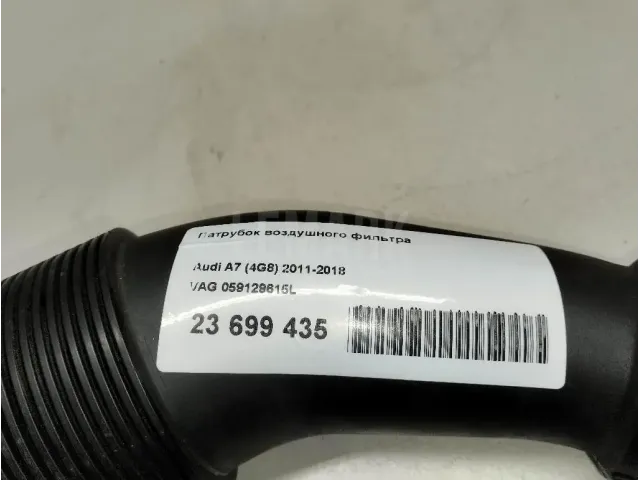 Патрубок воздушного фильтра
Audi A7 (4G8) 2011-2018
VAG 059129615L
23 699 435